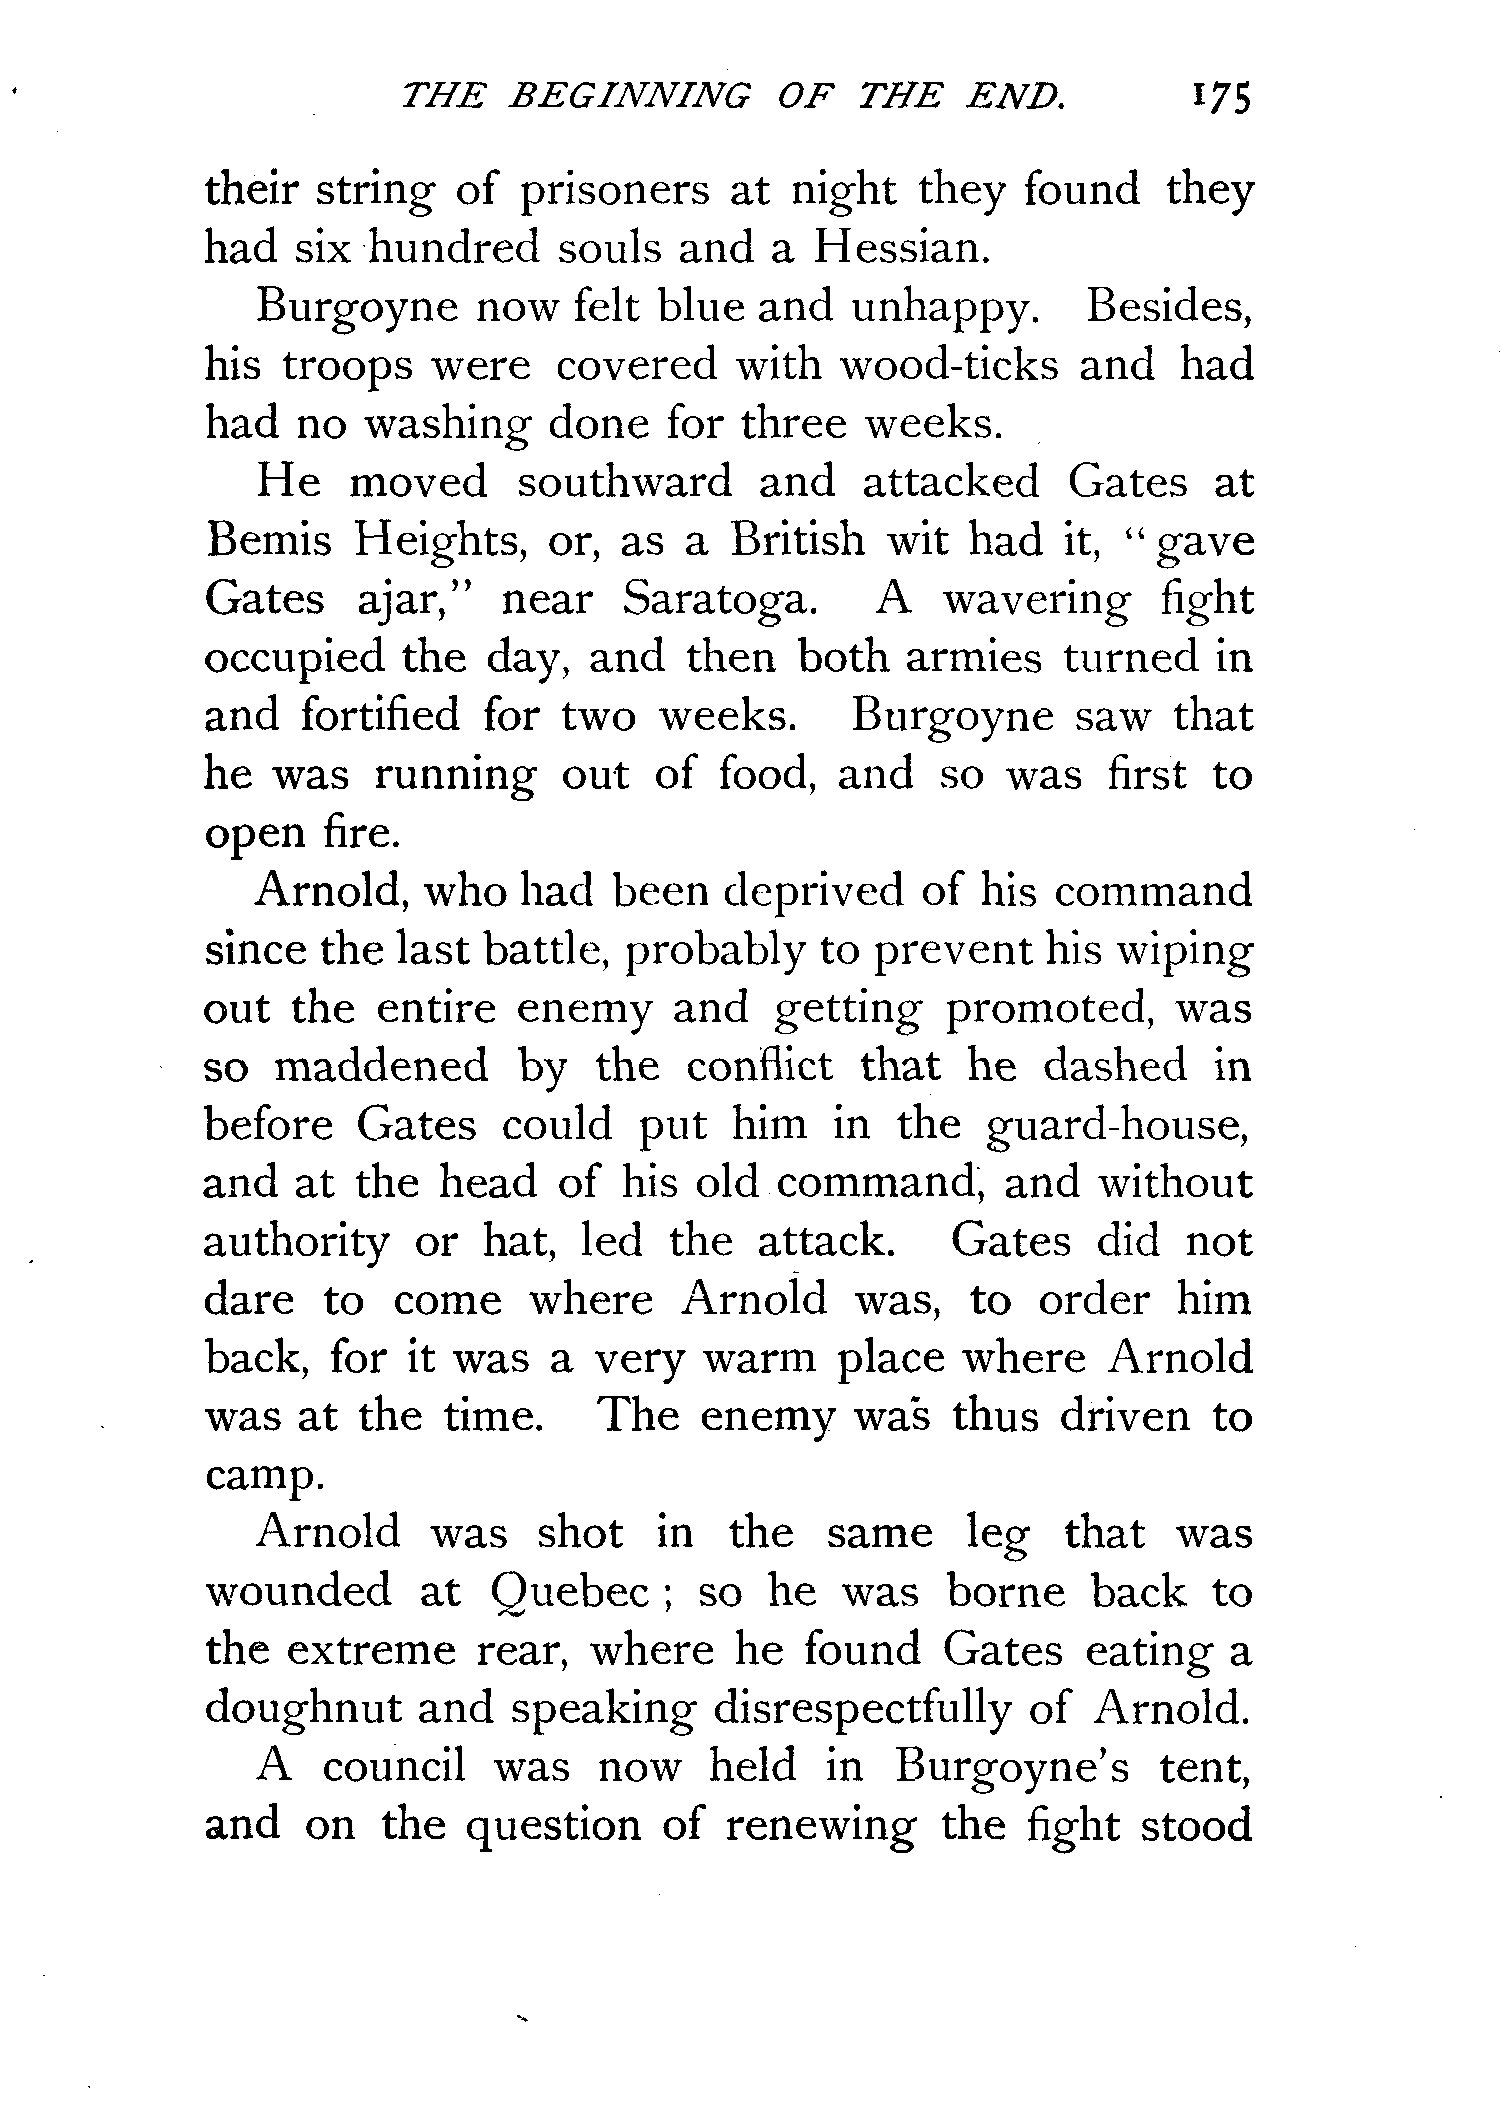 THE BEGINNING OF THE END. 175
their string of prisoners at night they found they
had six hundred souls and a Hessian.
Burgoyne now felt blue and unhappy. Besides,
his troops were covered with wood-ticks and had
had no washing done for three weeks.
He moved southward and attacked Gates at
Bemis Heights, or, as a British wit had it, “ gave
Gates ajar,” near Saratoga. A wavering fight
occupied the day, and then both armies turned in
and fortified for two weeks. Burgoyne saw that
he was running out of food, and so was first to
open fire.
Arnold, who had been deprived of his command
since the last battle, probably to prevent his wiping
out the entire enemy and getting promoted, was
so maddened by the conflict that he dashed in
before Gates could put him in the guard-house,
and at the head of his old command, and without
authority or hat, led the attack. Gates did not
dare to come where Arnold was, to order him
back, for it was a very warm place where Arnold
was at the time. The enemy was thus driven to
camp.
Arnold was shot in the same leg that was
wounded at Quebec ; so he was borne back to
the extreme rear, where he found Gates eating a
doughnut and speaking disrespectfully of Arnold.
A council was now held in Burgoyne’s tent,
and on the question of renewing the fight stood